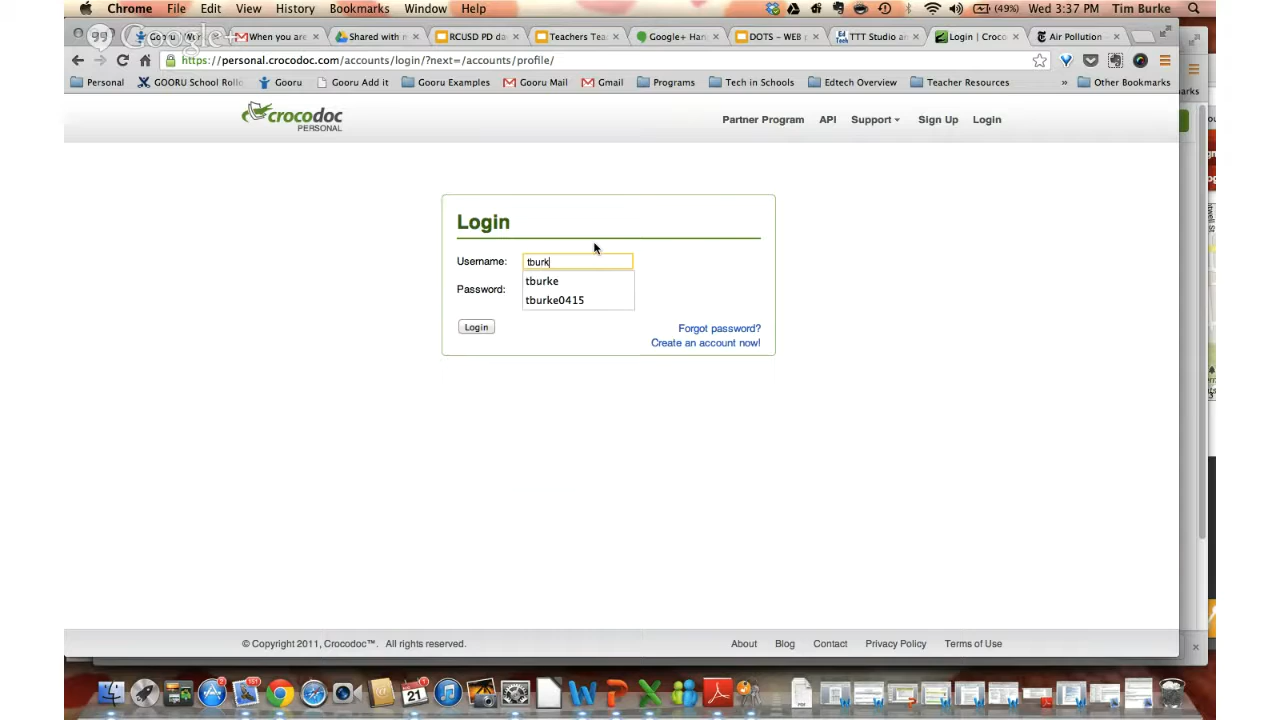 Chrome File Edit View History Bookmarks Window Help (49%) Wed 3:37 PM Tim Burke
Google+
When you are Shared with m RCUSD PD da Teachers Tea Google+ Han DOTS – WEB TTT Studio an Login | Croco Air Pollution
https://personal.crocodoc.com/accounts/login/?next=/accounts/profile/
Personal GOORU School Rollo Gooru Gooru Add it Gooru Examples Gooru Mail Gmail Programs Tech in Schools Edtech Overview Teacher Resources » Other Bookmarks
crocodoc
PERSONAL
Partner Program API Support Sign Up Login
Login
Username: tburk
tburke
Password:
tburke0415
Login
Forgot password?
Create an account now!
© Copyright 2011, Crocodoc™. All rights reserved. About Blog Contact Privacy Policy Terms of Use
21